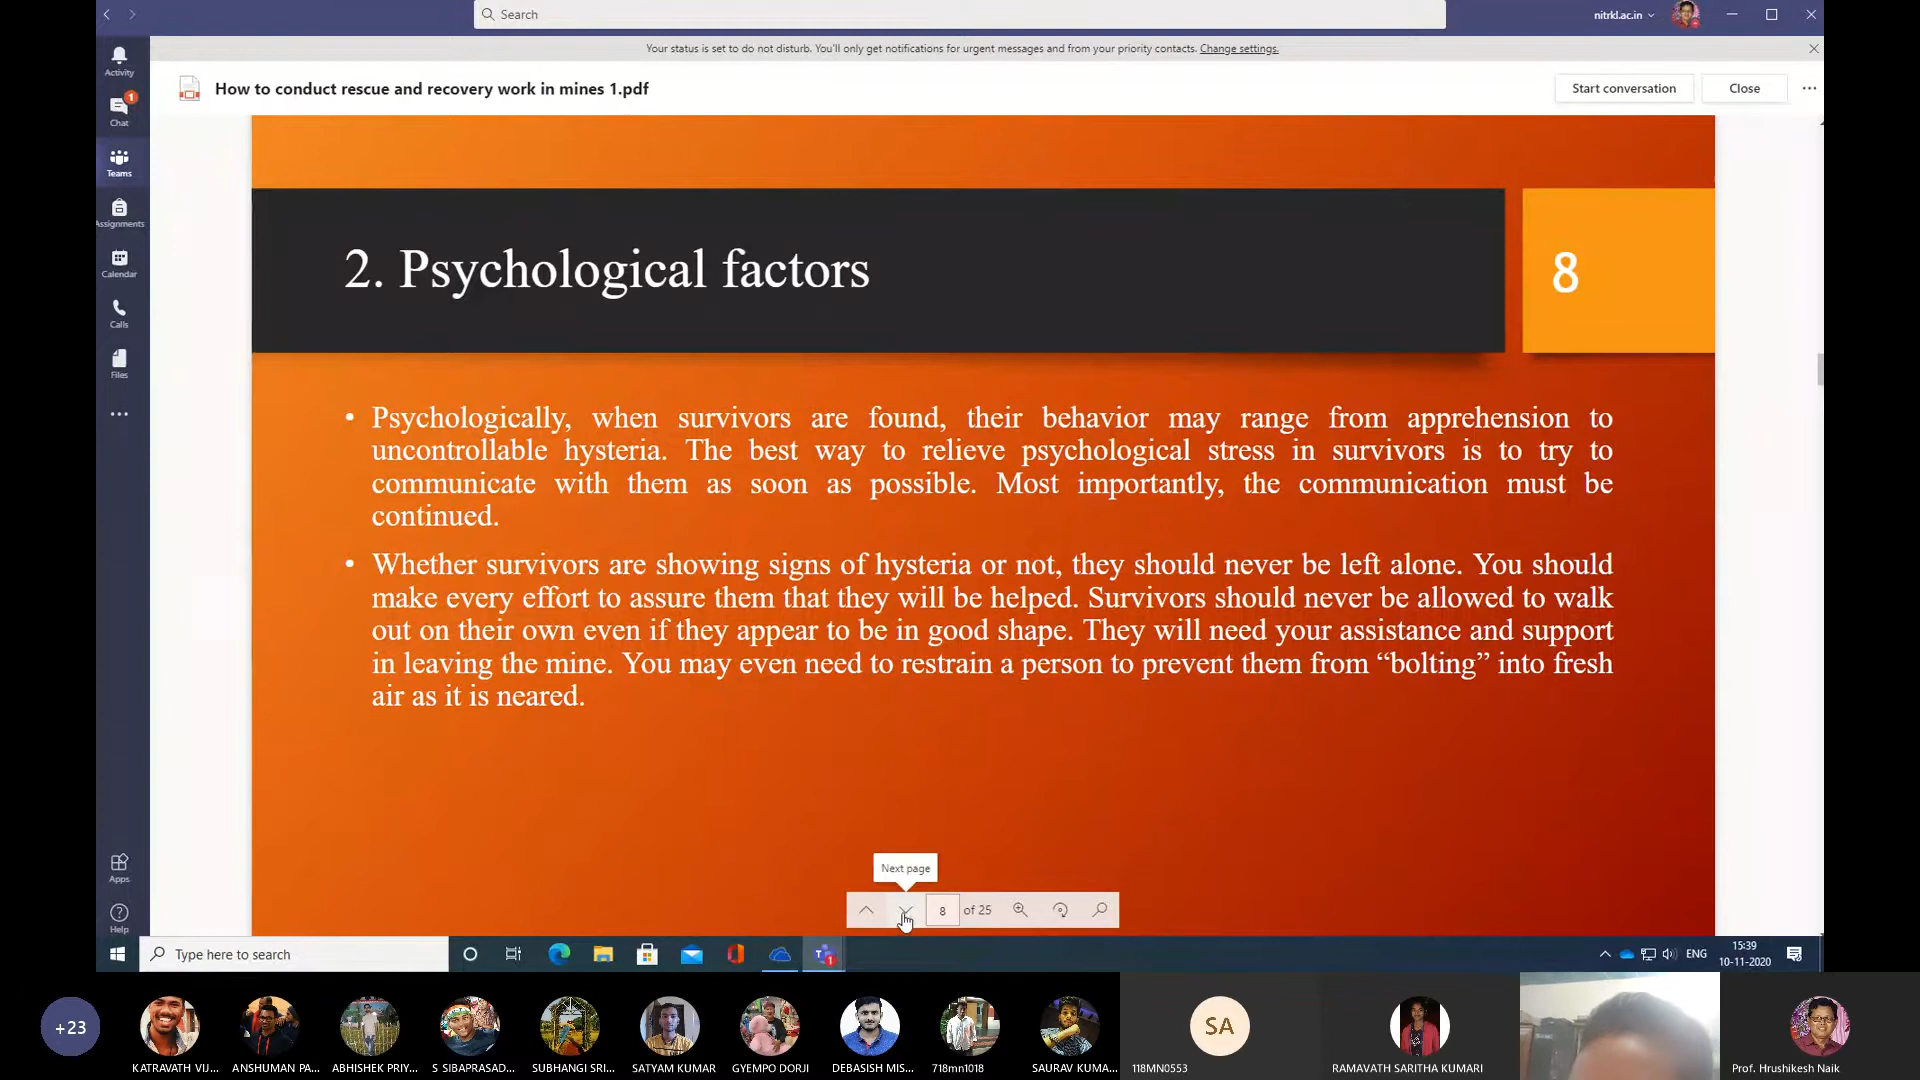 Search
nitrkl.ac.in
Your status is set to do not disturb. You'll only get notifications for urgent messages and from your priority contacts. Change settings.
Activity
How to conduct rescue and recovery work in mines 1.pdf
Start conversation
Close
1
Chat
Teams
Assignments
Calendar
Calls
Files
2. Psychological factors
8
• Psychologically, when survivors are found, their behavior may range from apprehension to
uncontrollable hysteria. The best way to relieve psychological stress in survivors is to try to
communicate with them as soon as possible. Most importantly, the communication must be
continued.
• Whether survivors are showing signs of hysteria or not, they should never be left alone. You should
make every effort to assure them that they will be helped. Survivors should never be allowed to walk
out on their own even if they appear to be in good shape. They will need your assistance and support
in leaving the mine. You may even need to restrain a person to prevent them from “bolting” into fresh
air as it is neared.
Apps
Help
Next page
8 of 25
Type here to search
1
ENG
15:39
10-11-2020
+23
SA
KATRAVATH VIJ...
ANSHUMAN PA...
ABHISHEK PRIY...
S SIBAPRASAD...
SUBHANGI SRI...
SATYAM KUMAR
GYEMPO DORJI
DEBASISH MIS...
718mn1018
SAURAV KUMA...
118MN0553
RAMAVATH SARITHA KUMARI
Prof. Hrushikesh Naik